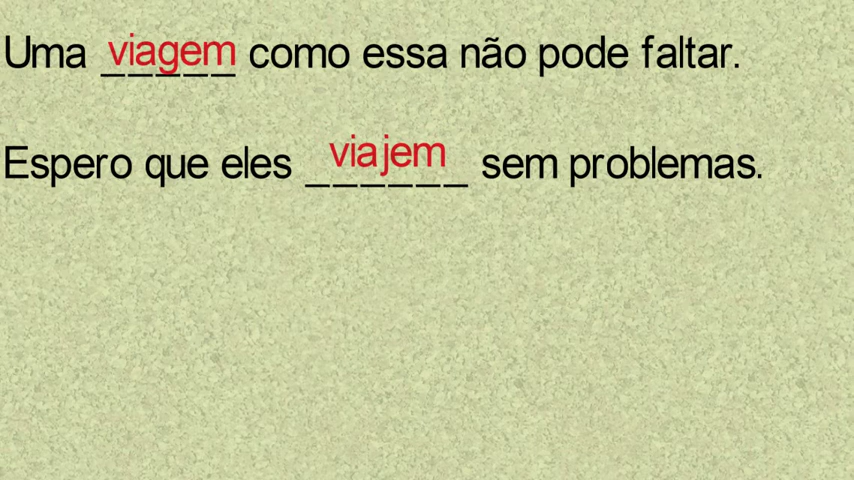 Uma viagem como essa não pode faltar.
Espero que eles viajem sem problemas.